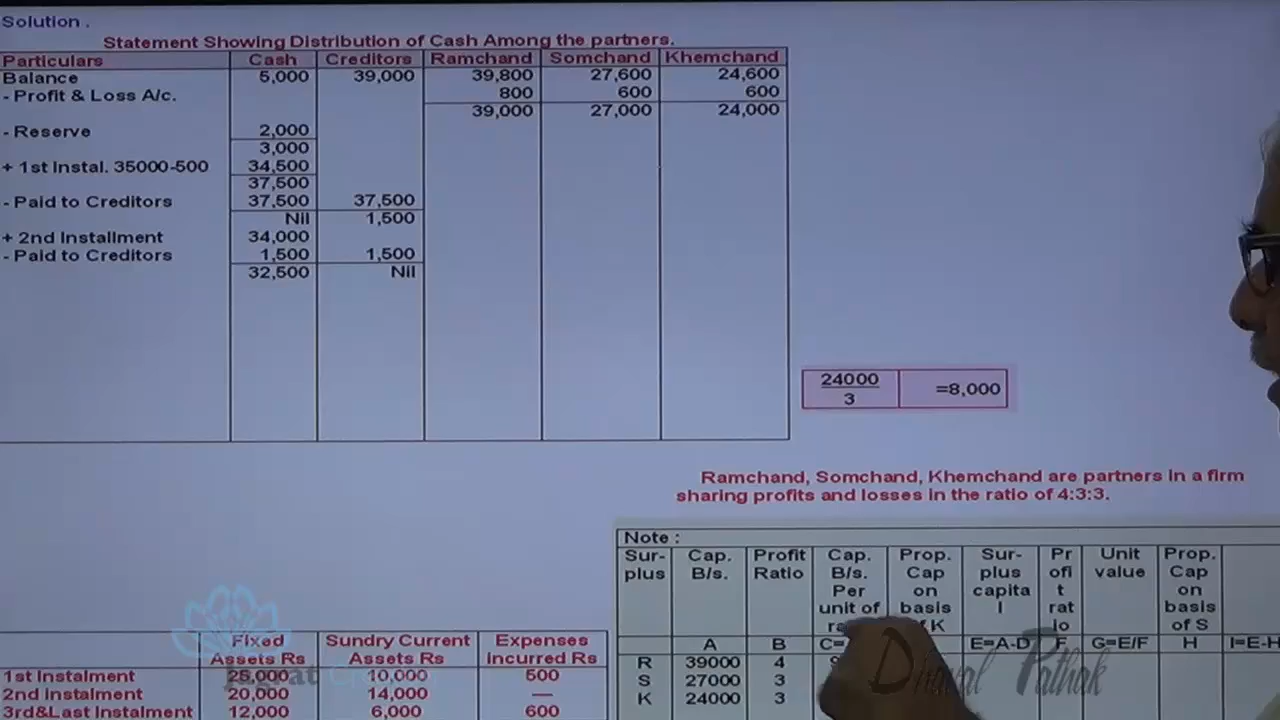 Solution .
Statement Showing Distribution of Cash Among the partners.
Particulars Cash Creditors Ramchand Somchand Khemchand
Balance 5,000 39,000 39,800 27,600 24,600
- Profit & Loss A/c. 800 600 600
39,000 27,000 24,000
- Reserve 2,000
3,000
+ 1st Instal. 35000-500 34,500
37,500
- Paid to Creditors 37,500 37,500
Nil 1,500
+ 2nd Installment 34,000
- Paid to Creditors 1,500 1,500
32,500 Nil
24000
3
=8,000
Ramchand, Somchand, Khemchand are partners in a firm
sharing profits and losses in the ratio of 4:3:3.
Note :
Sur- Cap. Profit Cap. Prop. Sur- Pr Unit Prop.
plus B/s. Ratio B/s. Cap plus ofi value Cap
Per on capita t on
unit of basis l rat basis
K io of S
A B C= E=A-D F G=E/F H I=E-H
R 39000 4
S 27000 3
K 24000 3
Fixed Sundry Current Expenses
Assets Rs Assets Rs Incurred Rs
1st Instalment 25,000 10,000 500
2nd Instalment 20,000 14,000 —
3rd&Last Instalment 12,000 6,000 600
Dhaval Pathak